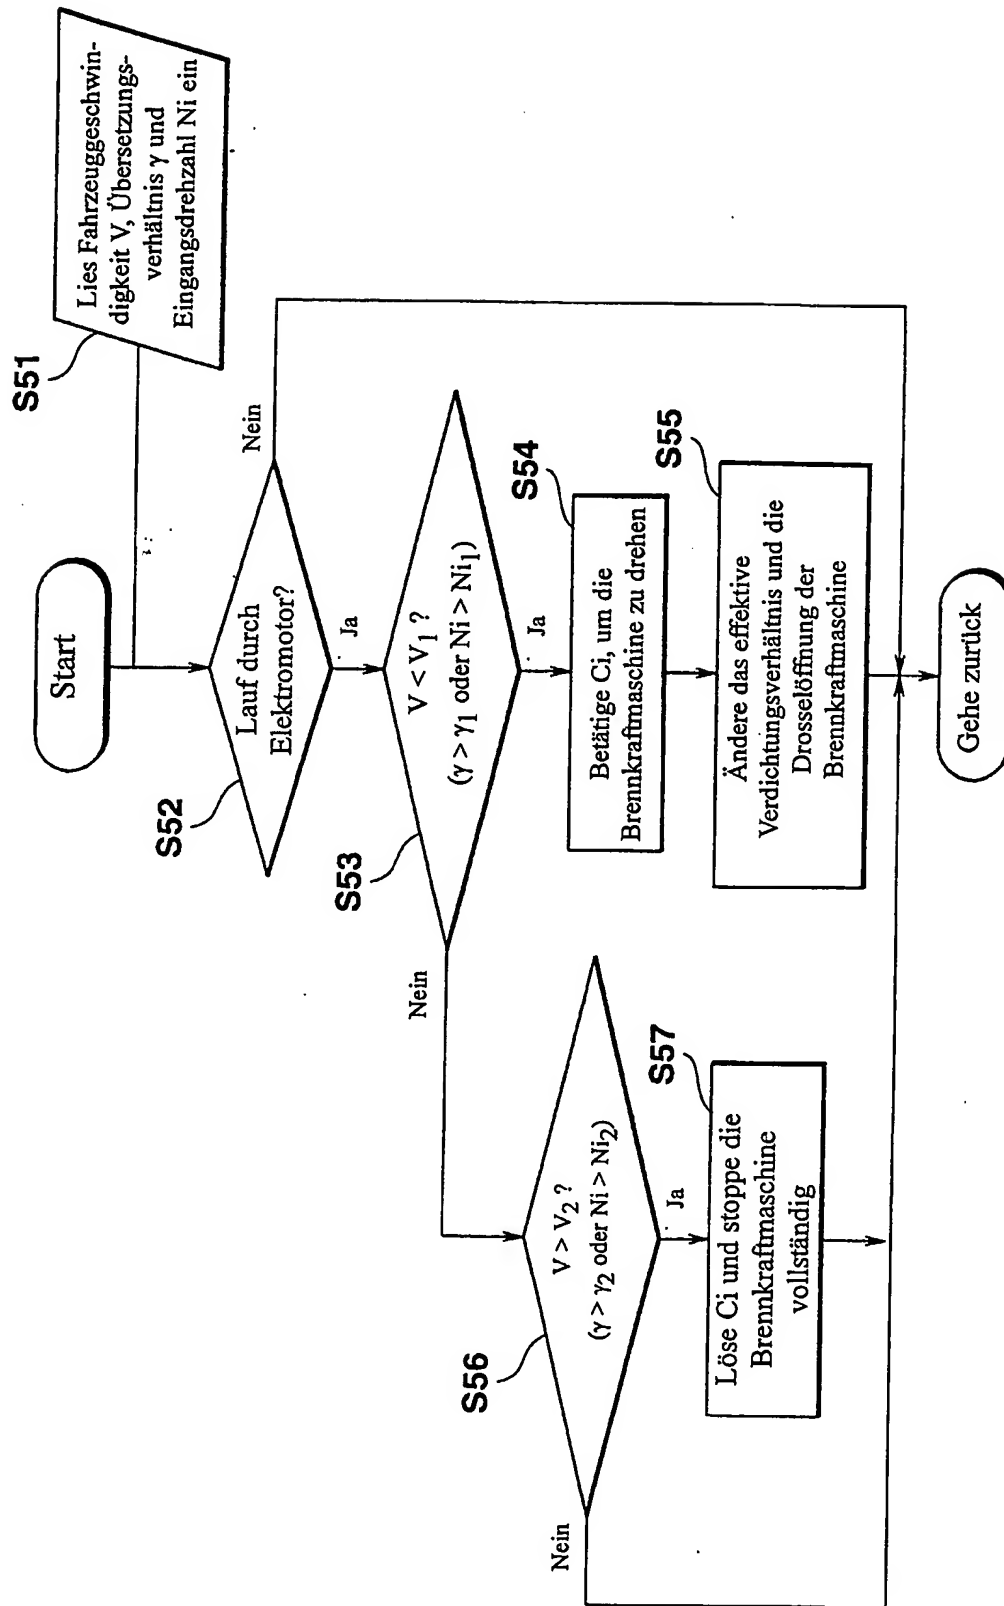 Start
S51
Lies Fahrzeuggeschwin-
digkeit V, Übersetzungs-
verhältnis γ und
Eingangsdrehzahl Ni ein
S52
Lauf durch
Elektromotor?
Nein
Ja
S53
V < V₁ ?
(γ > γ₁ oder Ni > Ni₁)
Nein
Ja
S54
Betätige Ci, um die
Brennkraftmaschine zu drehen
S55
Ändere das effektive
Verdichtungsverhältnis und die
Drosselöffnung der
Brennkraftmaschine
S56
V > V₂ ?
(γ > γ₂ oder Ni > Ni₂)
Nein
Ja
S57
Löse Ci und stoppe die
Brennkraftmaschine
vollständig
Gehe zurück